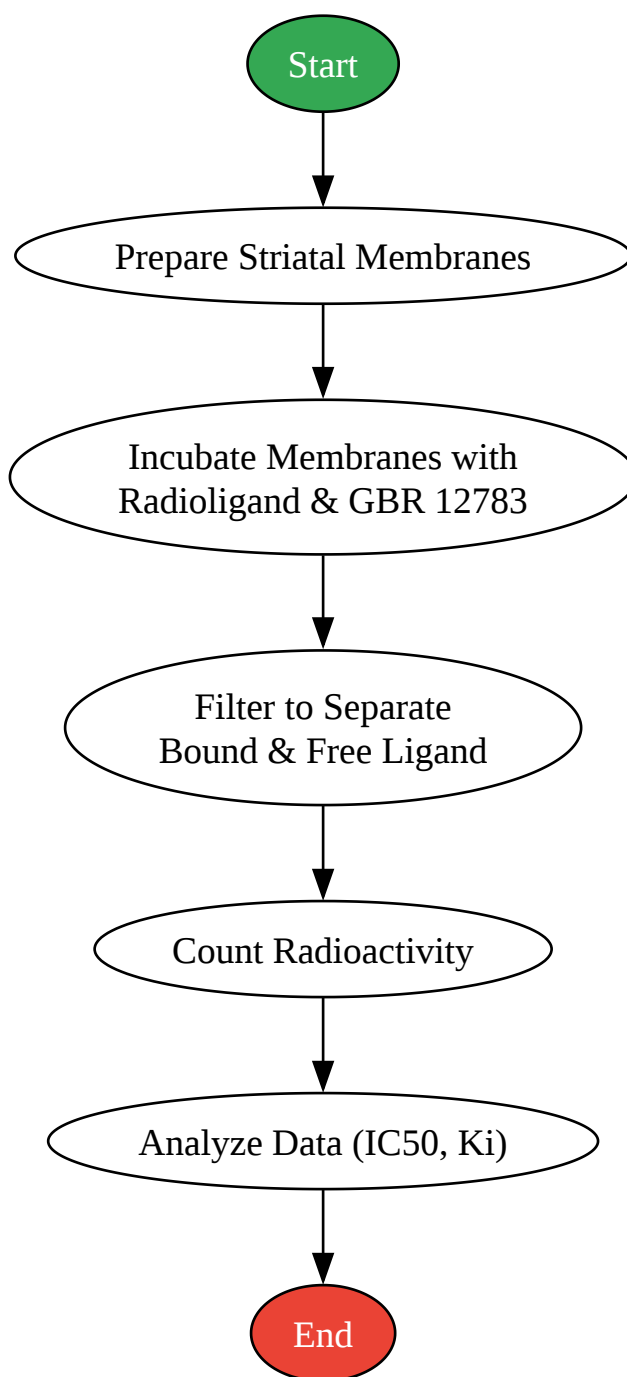 Start
Prepare Striatal Membranes
Incubate Membranes with
Radioligand & GBR 12783
Filter to Separate
Bound & Free Ligand
Count Radioactivity
Analyze Data (IC50, Ki)
End